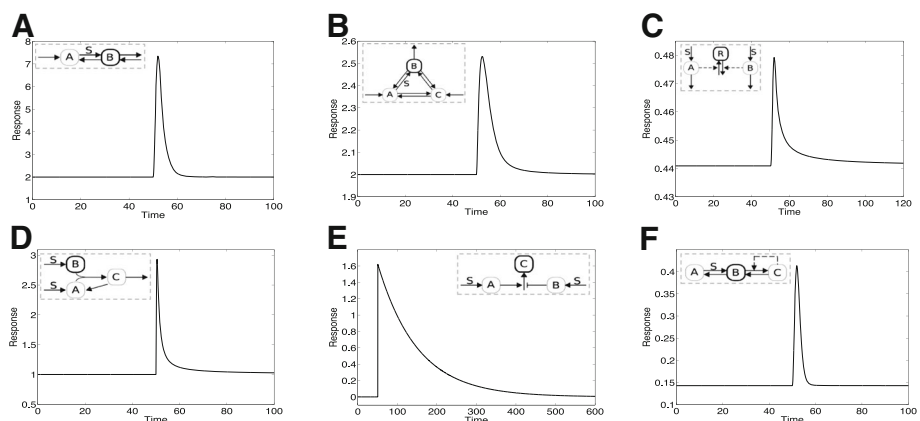 A
8
7
6
5
4
3
2
1
Response
A S B
0 20 40 60 80 100
Time
B
2.6
2.5
2.4
2.3
2.2
2.1
2
1.9
Response
B
S
A C
0 20 40 60 80 100
Time
C
0.48
0.47
0.46
0.45
0.44
0.43
Response
S R S
A B
0 20 40 60 80 100 120
Time
D
3
2.5
2
1.5
1
0.5
Response
S B
C
S A
0 20 40 60 80 100
Time
E
1.6
1.4
1.2
1
0.8
0.6
0.4
0.2
0
Response
C
S A B S
0 100 200 300 400 500 600
Time
F
0.4
0.35
0.3
0.25
0.2
0.15
0.1
Response
A S B C
0 20 40 60 80 100
Time